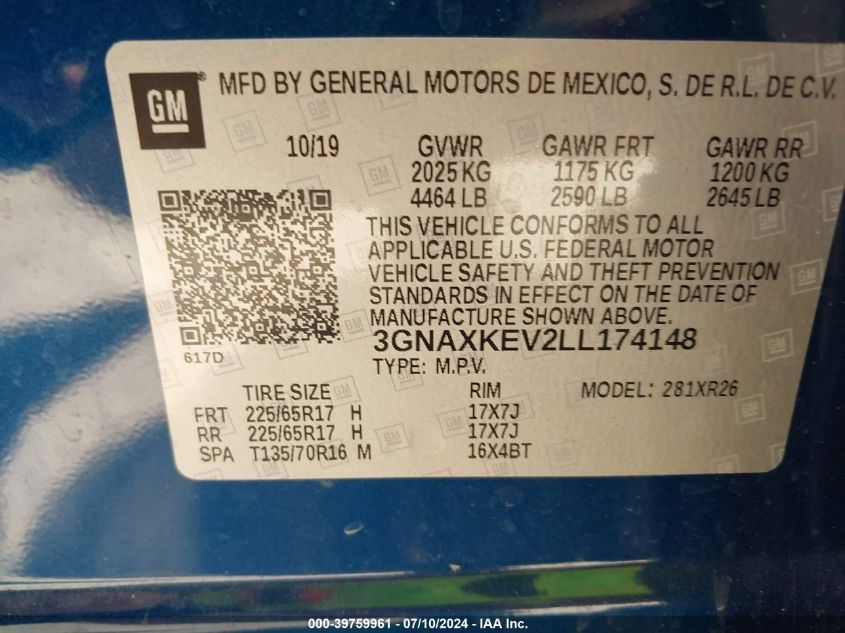 GM ® MFD BY GENERAL MOTORS DE MEXICO, S. DE R.L. DE C.V.
10/19 GVWR GAWR FRT GAWR RR
2025 KG 1175 KG 1200 KG
4464 LB 2590 LB 2645 LB
THIS VEHICLE CONFORMS TO ALL
APPLICABLE U.S. FEDERAL MOTOR
VEHICLE SAFETY AND THEFT PREVENTION
STANDARDS IN EFFECT ON THE DATE OF
MANUFACTURE SHOWN ABOVE.
3GNAXKEV2LL174148
617D
TYPE: M.P.V.
TIRE SIZE RIM MODEL: 281XR26
FRT 225/65R17 H 17X7J
RR 225/65R17 H 17X7J
SPA T135/70R16 M 16X4BT
000-39759961 - 07/10/2024 - IAA Inc.